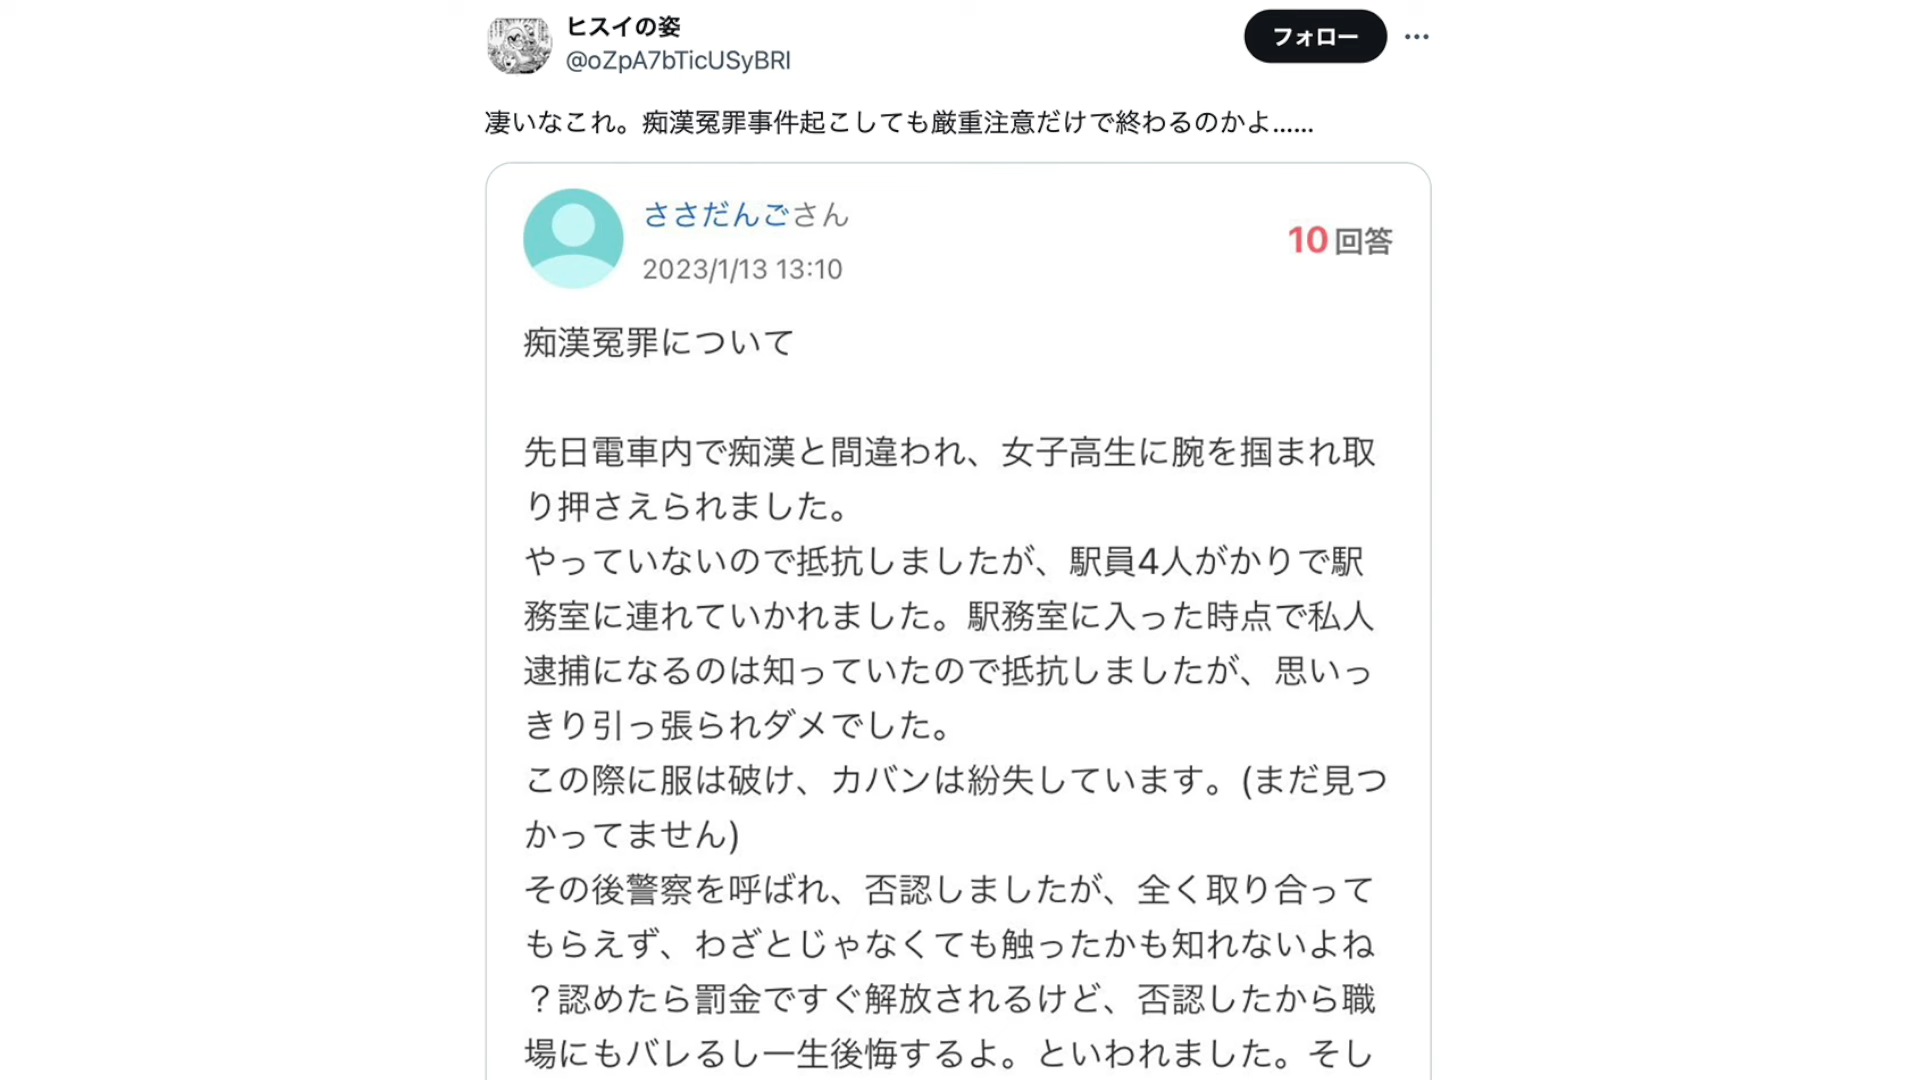 ヒスイの姿
@oZpA7bTicUSyBRI
フォロー
凄いなこれ。痴漢冤罪事件起こしても厳重注意だけで終わるのかよ......
ささだんごさん
2023/1/13 13:10
10回答
痴漢冤罪について
先日電車内で痴漢と間違われ、女子高生に腕を掴まれ取
り押さえられました。
やっていないので抵抗しましたが、駅員4人がかりで駅
務室に連れていかれました。駅務室に入った時点で私人
逮捕になるのは知っていたので抵抗しましたが、思いっ
きり引っ張られダメでした。
この際に服は破け、カバンは紛失しています。(まだ見つ
かってません)
その後警察を呼ばれ、否認しましたが、全く取り合って
もらえず、わざとじゃなくても触ったかも知れないよね
？認めたら罰金ですぐ解放されるけど、否認したから職
場にもバレるし一生後悔するよ。といわれました。そし